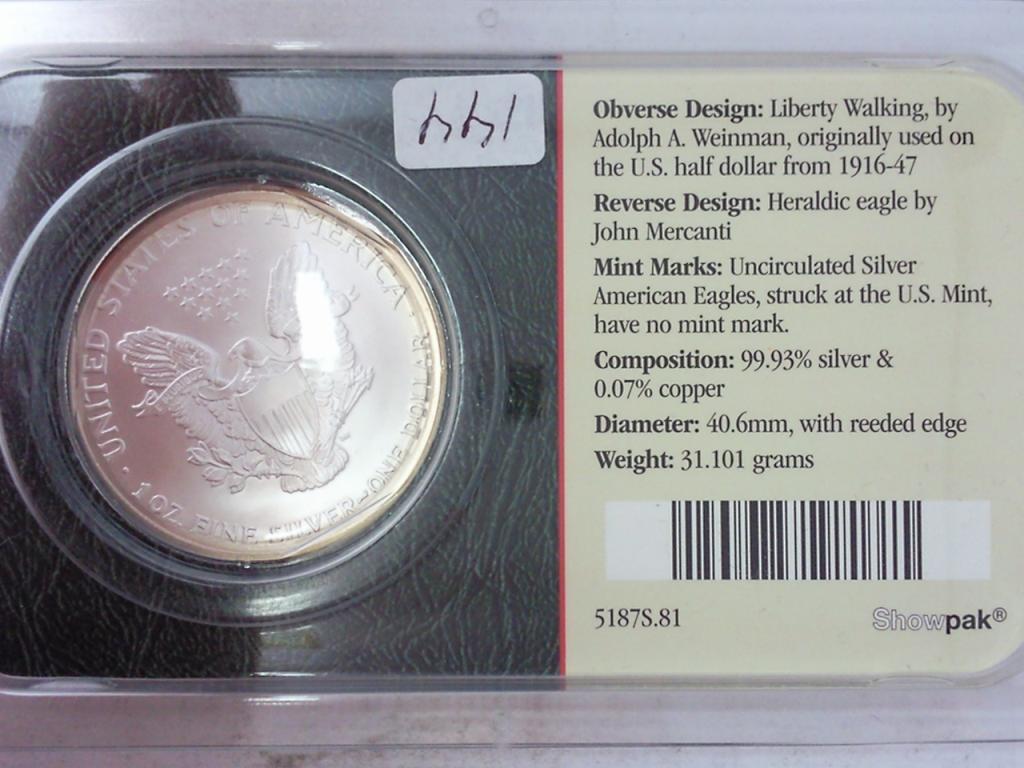 UNITED STATES OF AMERICA
1 OZ. FINE SILVER~ONE DOLLAR
Obverse Design: Liberty Walking, by
Adolph A. Weinman, originally used on
the U.S. half dollar from 1916-47
Reverse Design: Heraldic eagle by
John Mercanti
Mint Marks: Uncirculated Silver
American Eagles, struck at the U.S. Mint,
have no mint mark.
Composition: 99.93% silver &
0.07% copper
Diameter: 40.6mm, with reeded edge
Weight: 31.101 grams
5187S.81
Showpak®